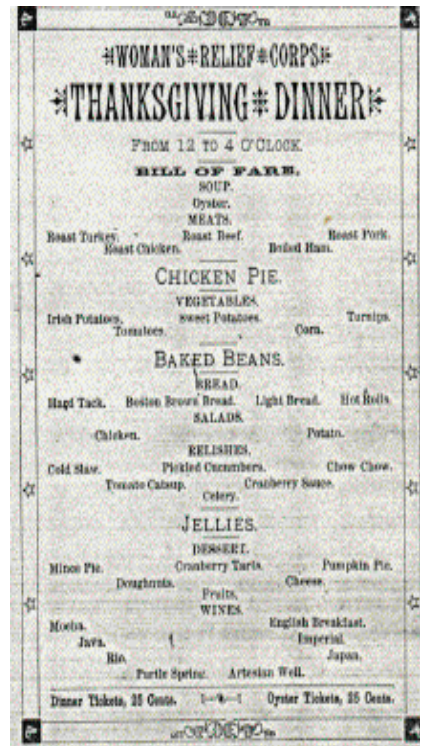 WOMAN'S RELIEF CORPS
THANKSGIVING DINNER
FROM 12 TO 4 O'CLOCK.
BILL OF FARE.
SOUP.
Oyster.
MEATS.
Roast Turkey. Roast Beef. Roast Pork.
Roast Chicken. Boiled Ham.
CHICKEN PIE.
VEGETABLES.
Irish Potatoes. Sweet Potatoes. Turnips.
Tomatoes. Corn.
BAKED BEANS.
BREAD.
Hard Tack. Boston Brown Bread. Light Bread. Hot Rolls.
SALADS.
Chicken. Potato.
RELISHES.
Cold Slaw. Pickled Cucumbers. Chow Chow.
Tomato Catsup. Cranberry Sauce.
Celery.
JELLIES.
DESSERT.
Mince Pie. Cranberry Tarts. Pumpkin Pie.
Doughnuts. Cheese.
Fruits.
WINES.
Mocha. English Breakfast.
Java. Imperial.
Rio. Japan.
Purtle Spring. Artesian Well.
Dinner Tickets, 25 Cents. Oyster Tickets, 25 Cents.